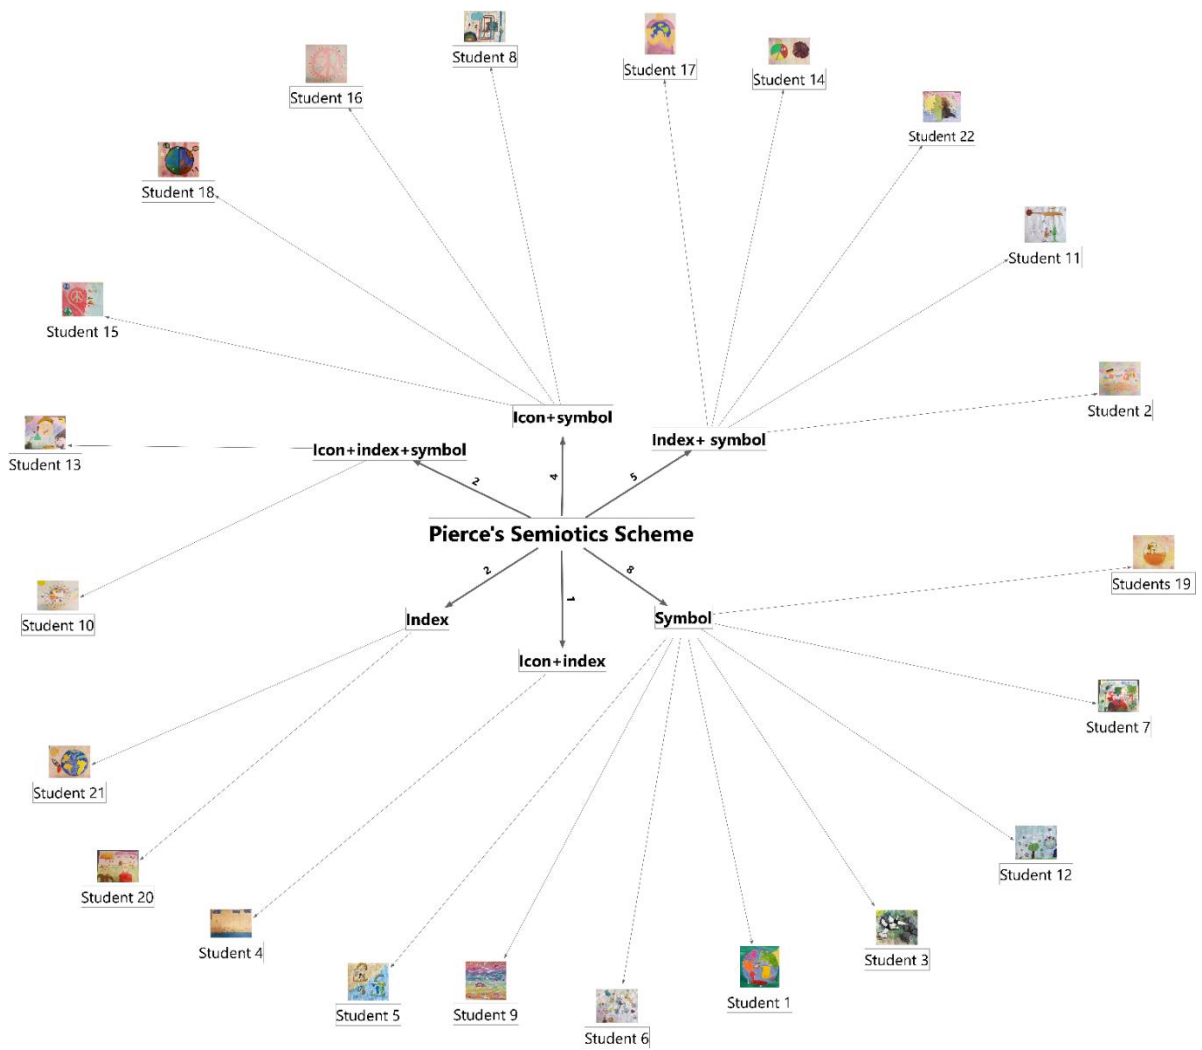 Student 8
Student 17
Student 14
Student 16
Student 22
Student 18
Student 11
Student 15
Student 2
Icon+symbol
Index+ symbol
Icon+index+symbol
Student 13
2
4
5
Pierce's Semiotics Scheme
2
1
8
Students 19
Student 10
Index
Symbol
Icon+index
Student 7
Student 21
Student 12
Student 20
Student 4
Student 3
Student 5
Student 9
Student 1
Student 6